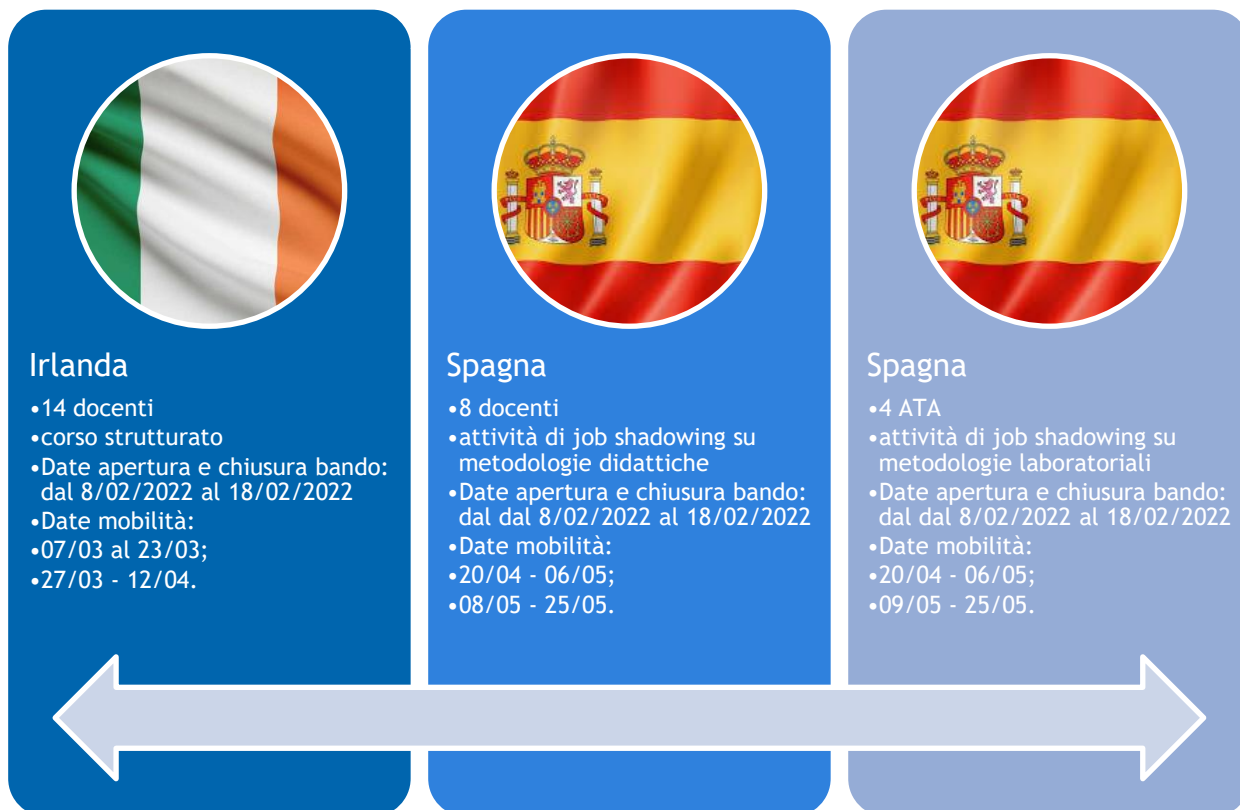 Irlanda
•14 docenti
•corso strutturato
•Date apertura e chiusura bando:
dal 8/02/2022 al 18/02/2022
•Date mobilità:
•07/03 al 23/03;
•27/03 - 12/04.
Spagna
•8 docenti
•attività di job shadowing su
metodologie didattiche
•Date apertura e chiusura bando:
dal dal 8/02/2022 al 18/02/2022
•Date mobilità:
•20/04 - 06/05;
•08/05 - 25/05.
Spagna
•4 ATA
•attività di job shadowing su
metodologie laboratoriali
•Date apertura e chiusura bando:
dal dal 8/02/2022 al 18/02/2022
•Date mobilità:
•20/04 - 06/05;
•09/05 - 25/05.